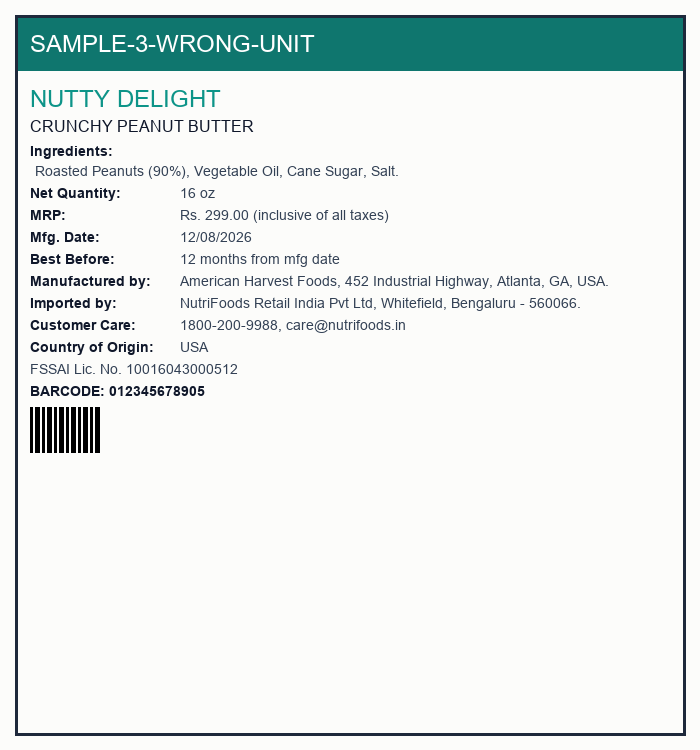 SAMPLE-3-WRONG-UNIT
NUTTY DELIGHT
CRUNCHY PEANUT BUTTER
Ingredients:
Roasted Peanuts (90%), Vegetable Oil, Cane Sugar, Salt.
Net Quantity: 16 oz
MRP: Rs. 299.00 (inclusive of all taxes)
Mfg. Date: 12/08/2026
Best Before: 12 months from mfg date
Manufactured by: American Harvest Foods, 452 Industrial Highway, Atlanta, GA, USA.
Imported by: NutriFoods Retail India Pvt Ltd, Whitefield, Bengaluru - 560066.
Customer Care: 1800-200-9988, care@nutrifoods.in
Country of Origin: USA
FSSAI Lic. No. 10016043000512
BARCODE: 012345678905